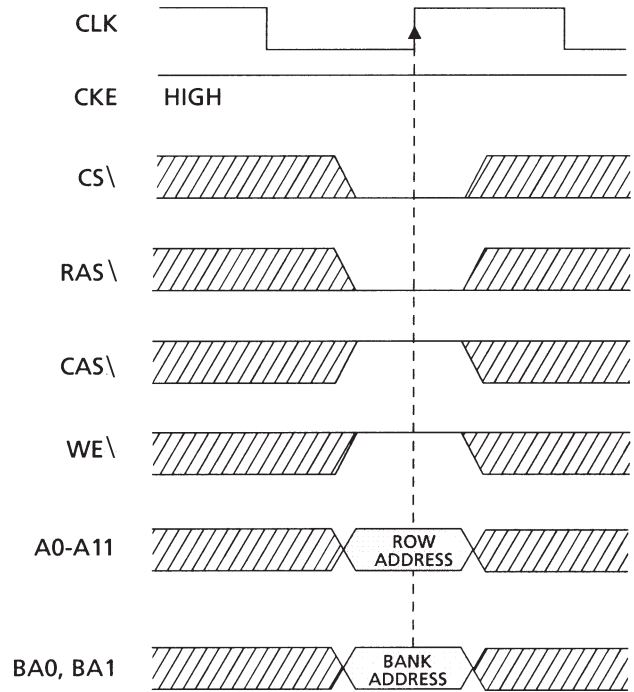 CLK
CKE HIGH
CS\
RAS\
CAS\
WE\
A0-A11
ROW
ADDRESS
BA0, BA1
BANK
ADDRESS